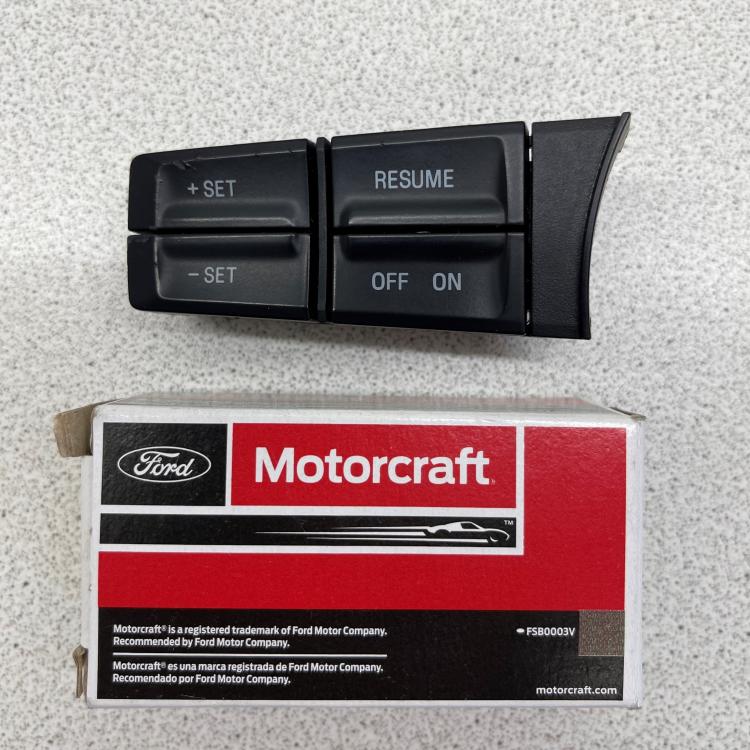 + SET
RESUME
- SET
OFF ON
Ford
Motorcraft
TM
Motorcraft® is a registered trademark of Ford Motor Company.
Recommended by Ford Motor Company.
FSB0003V
Motorcraft® es una marca registrada de Ford Motor Company.
Recomendado por Ford Motor Company.
motorcraft.com